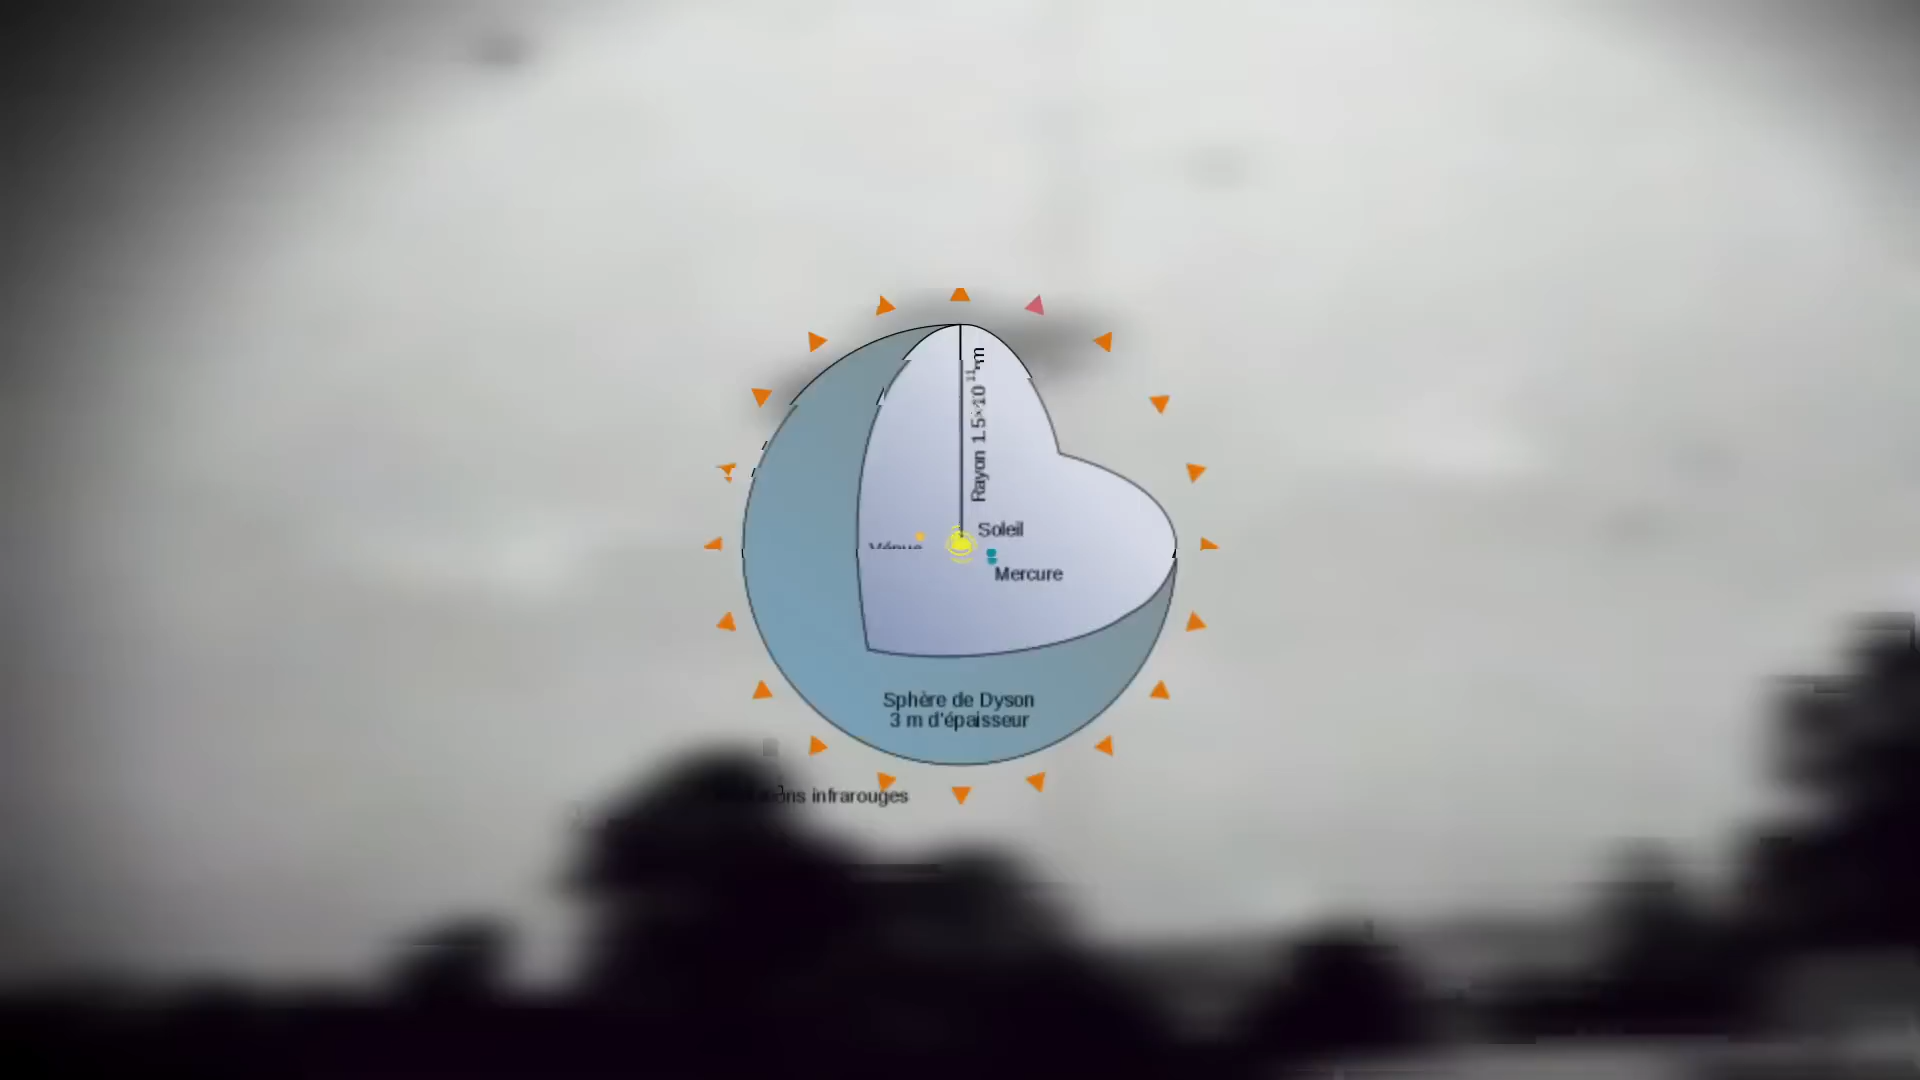 Rayon 1.5×10¹¹m
Soleil
Mercure
Sphère de Dyson
3 m d'épaisseur
infrarouges